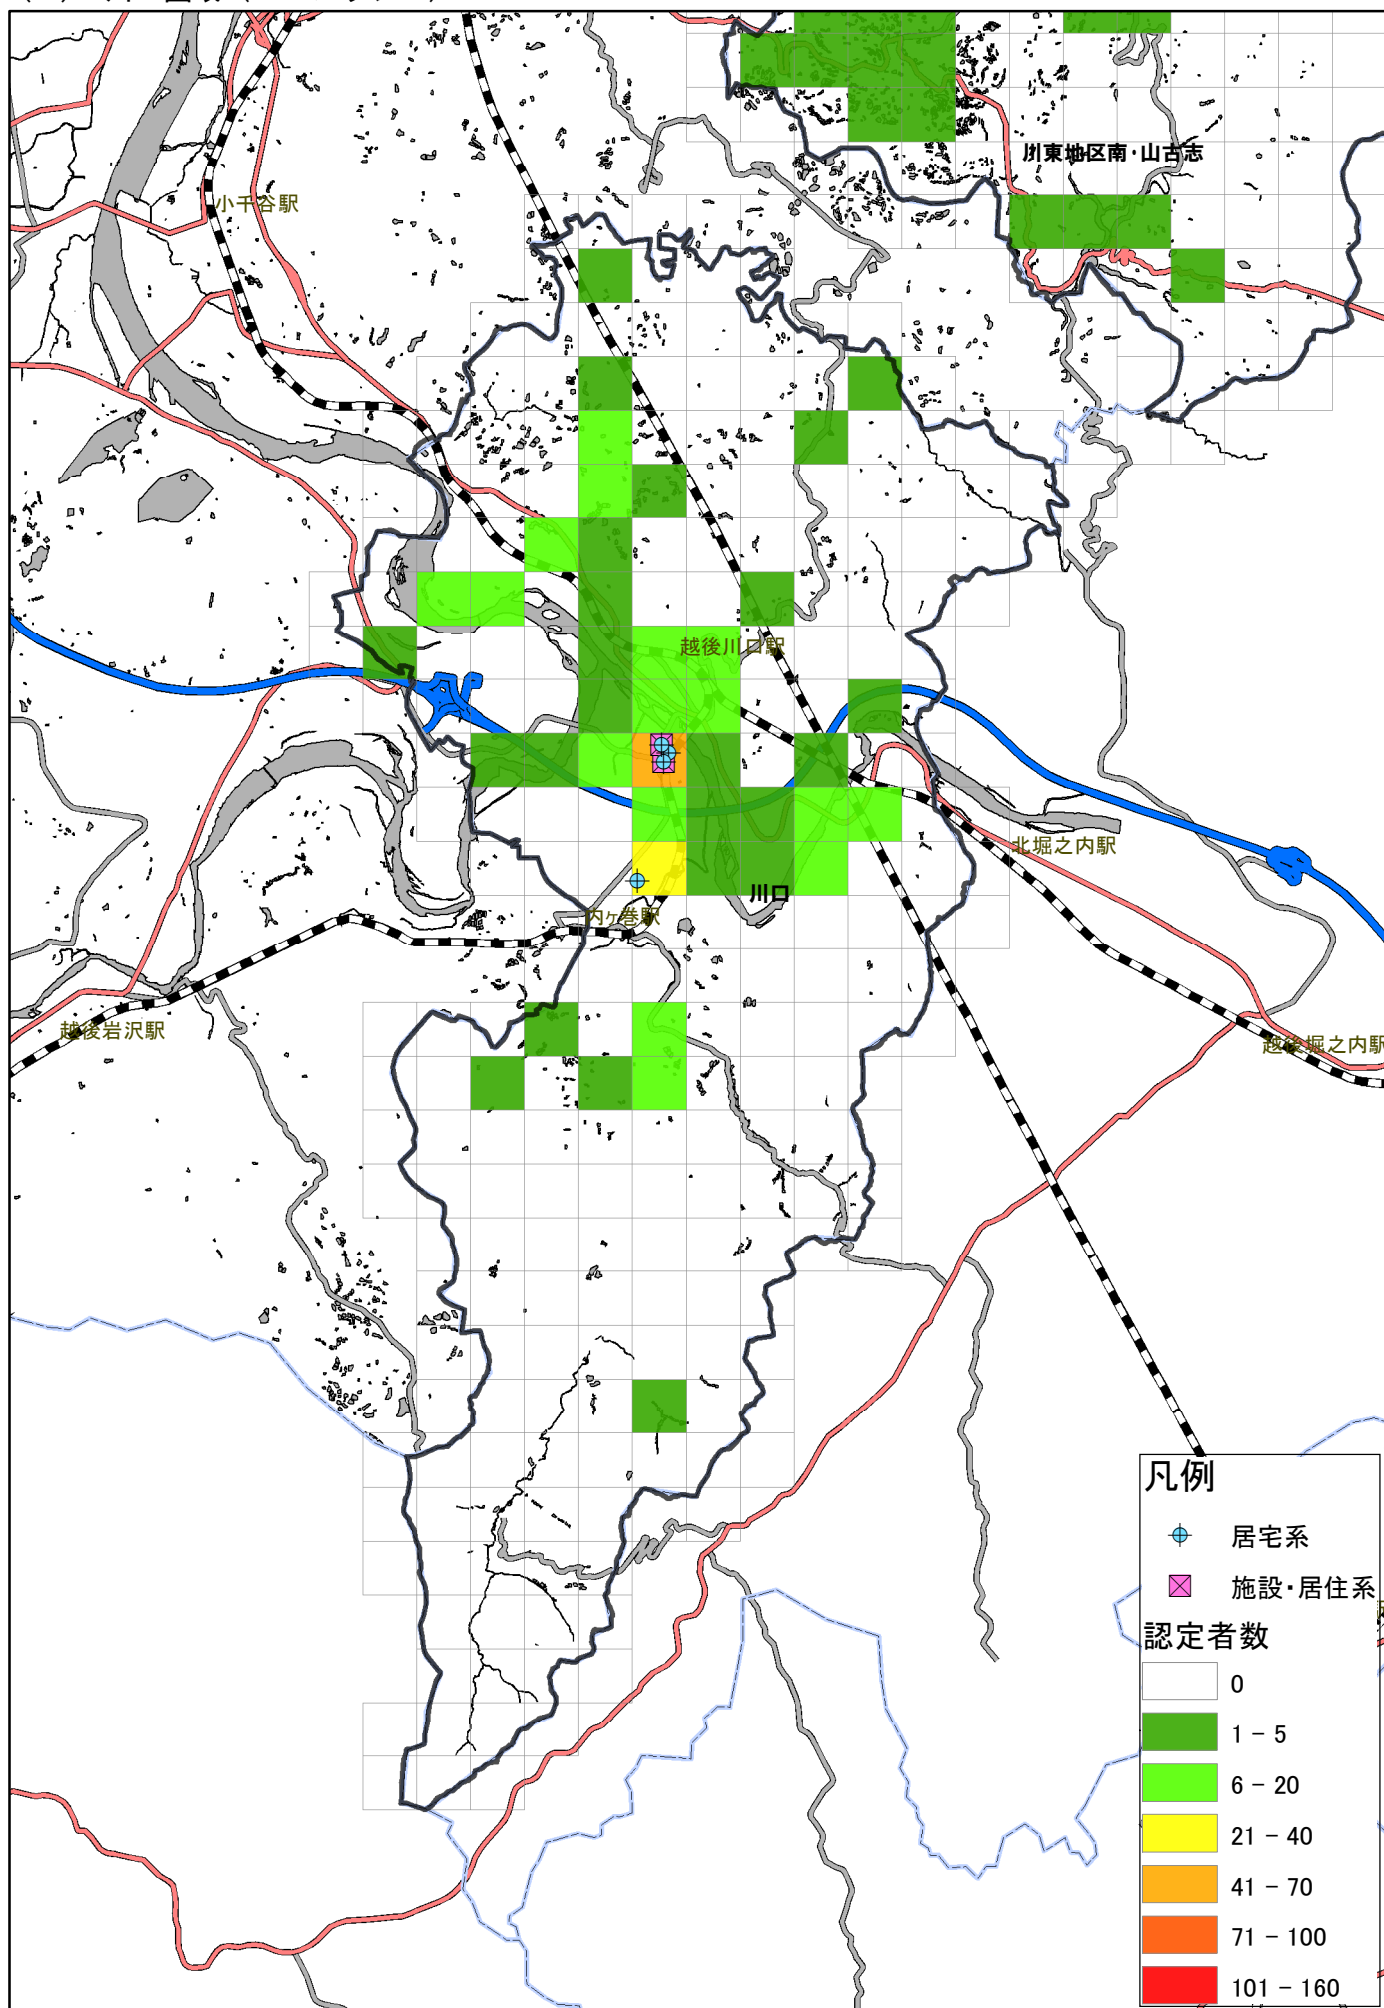 川東地区南・山古志
小千谷駅
越後川口駅
北堀之内駅
川口
内ヶ巻駅
越後岩沢駅
越後堀之内駅
凡例
居宅系
施設・居住系
認定者数
0
1 - 5
6 - 20
21 - 40
41 - 70
71 - 100
101 - 160